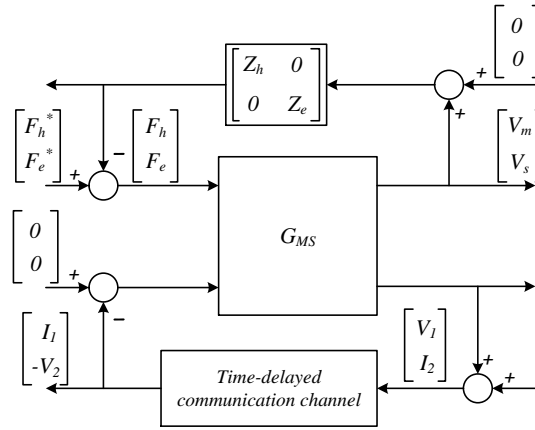 0
0
Z_h 0
0 Z_e
+
+
F_h^*
F_e^*
F_h
F_e
V_m
V_s
−
+
G_MS
0
0
+
−
I_1
-V_2
V_1
I_2
+
+
Time-delayed
communication channel